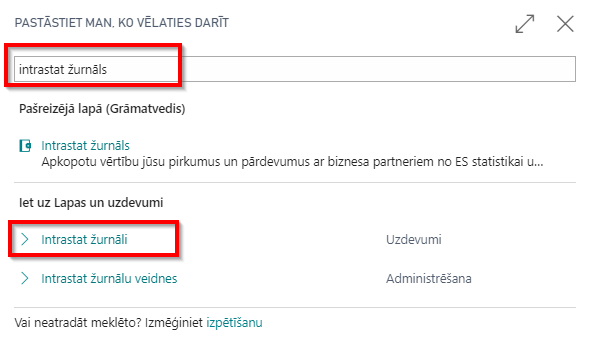 PASTĀSTIET MAN, KO VĒLATIES DARĪT
intrastat žurnāls
Pašreizējā lapā (Grāmatvedis)
Intrastat žurnāls
Apkopotu vērtību jūsu pirkumus un pārdevumus ar biznesa partneriem no ES statistikai u...
Iet uz Lapas un uzdevumi
Intrastat žurnāli Uzdevumi
Intrastat žurnālu veidnes Administrēšana
Vai neatradāt meklēto? Izmēģiniet izpētīšanu